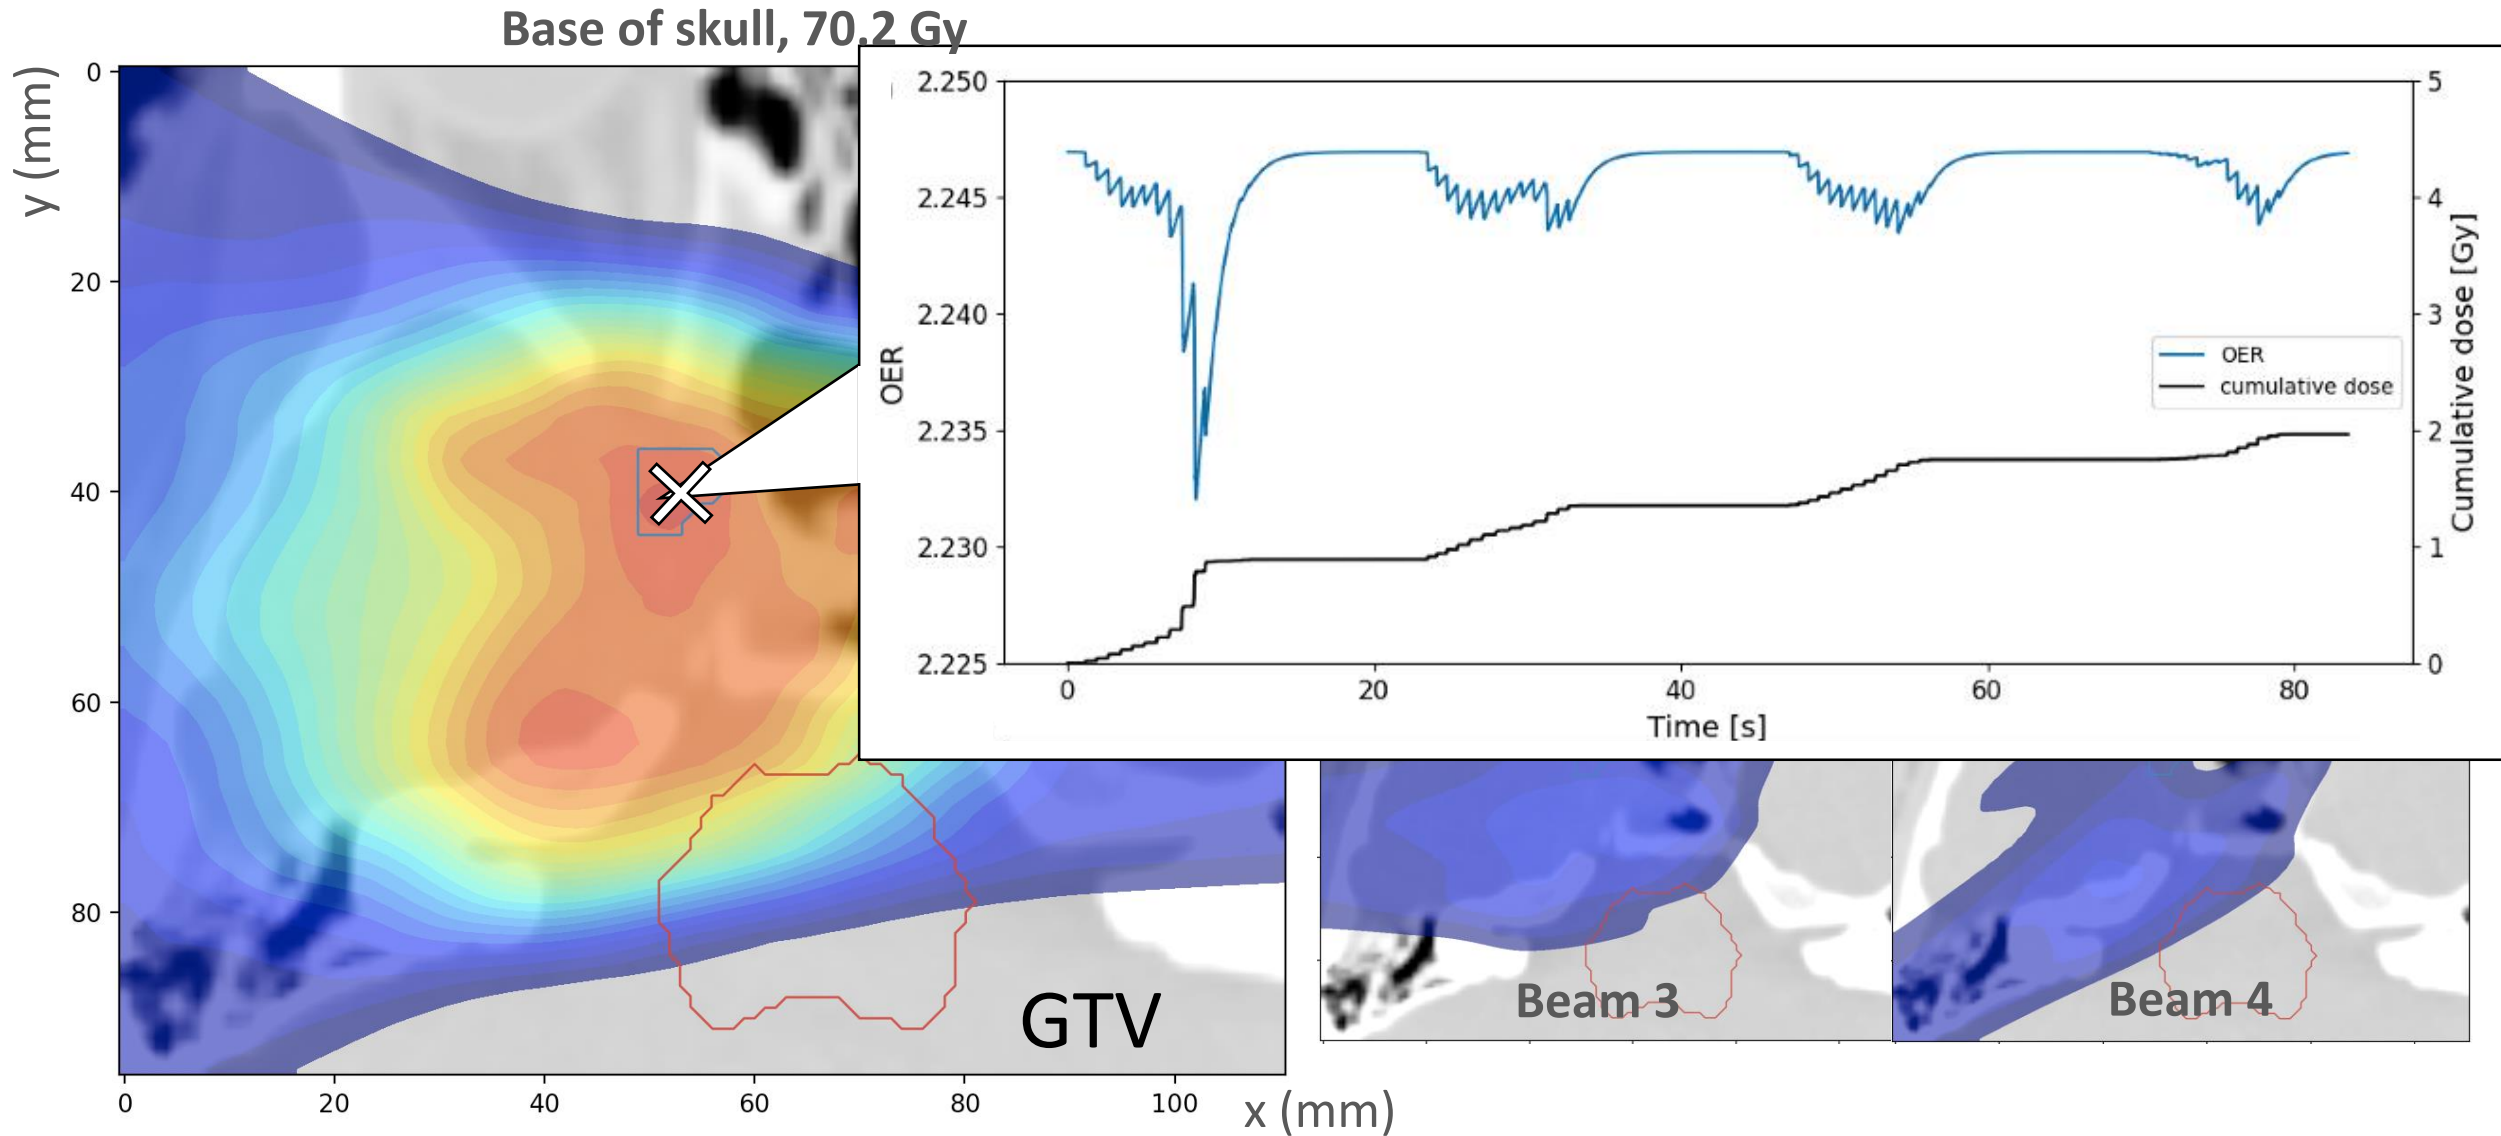 Base of skull, 70.2 Gy
y (mm)
0
20
40
60
80
0
20
40
60
80
100
x (mm)
GTV
OER
2.250
2.245
2.240
2.235
2.230
2.225
5
4
3
2
1
0
Cumulative dose [Gy]
OER
cumulative dose
0
20
40
60
80
Time [s]
Beam 3
Beam 4